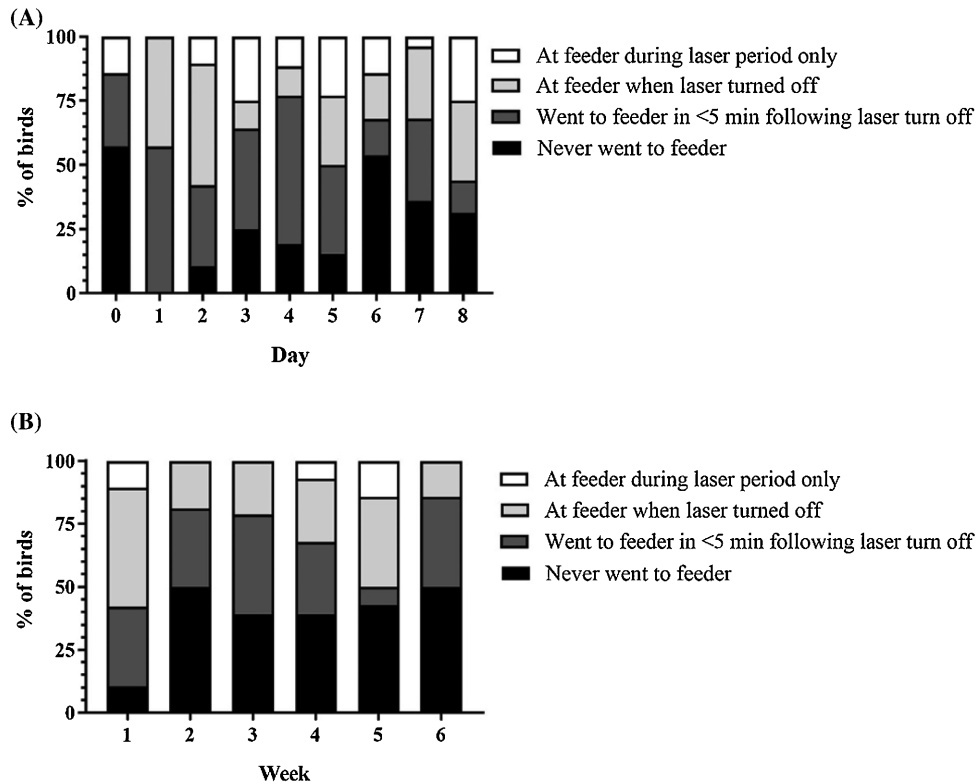 (A)
100
75
50
25
0
% of birds
0 1 2 3 4 5 6 7 8
Day
At feeder during laser period only
At feeder when laser turned off
Went to feeder in <5 min following laser turn off
Never went to feeder
(B)
100
75
50
25
0
% of birds
1 2 3 4 5 6
Week
At feeder during laser period only
At feeder when laser turned off
Went to feeder in <5 min following laser turn off
Never went to feeder